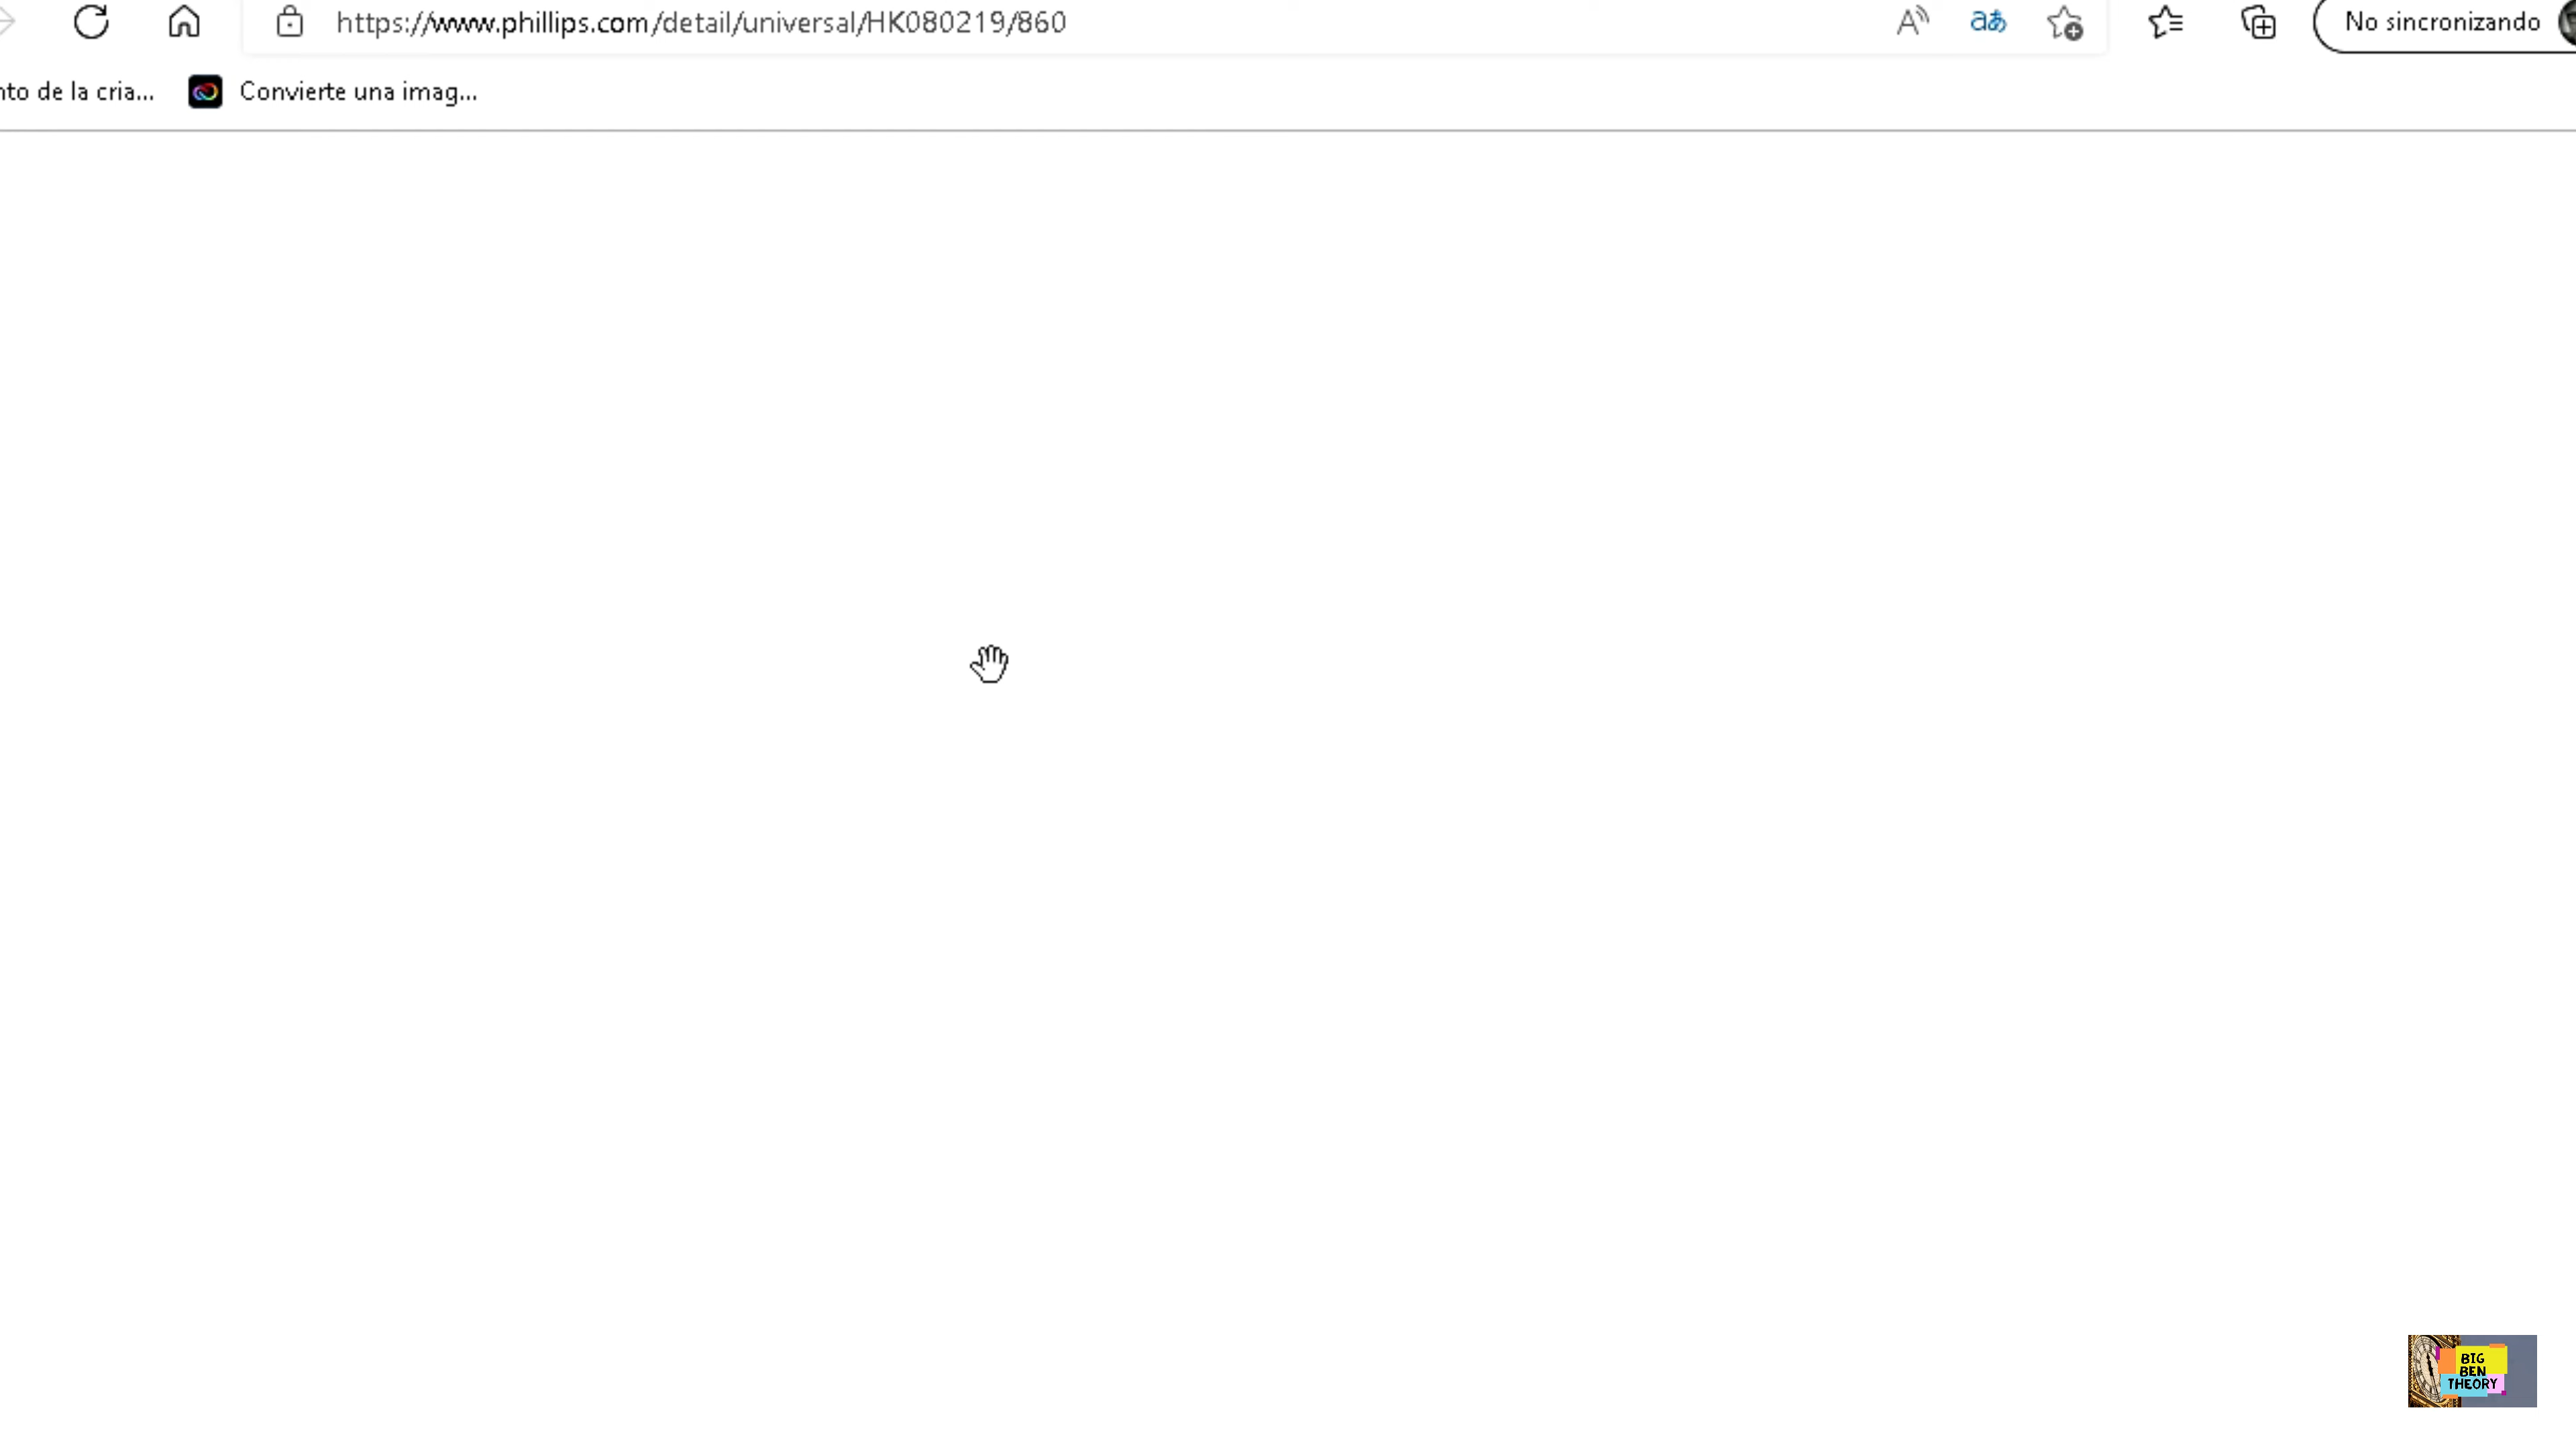 https://www.phillips.com/detail/universal/HK080219/860
No sincronizando
nto de la cria...
Convierte una imag...
BIG
BEN
THEORY